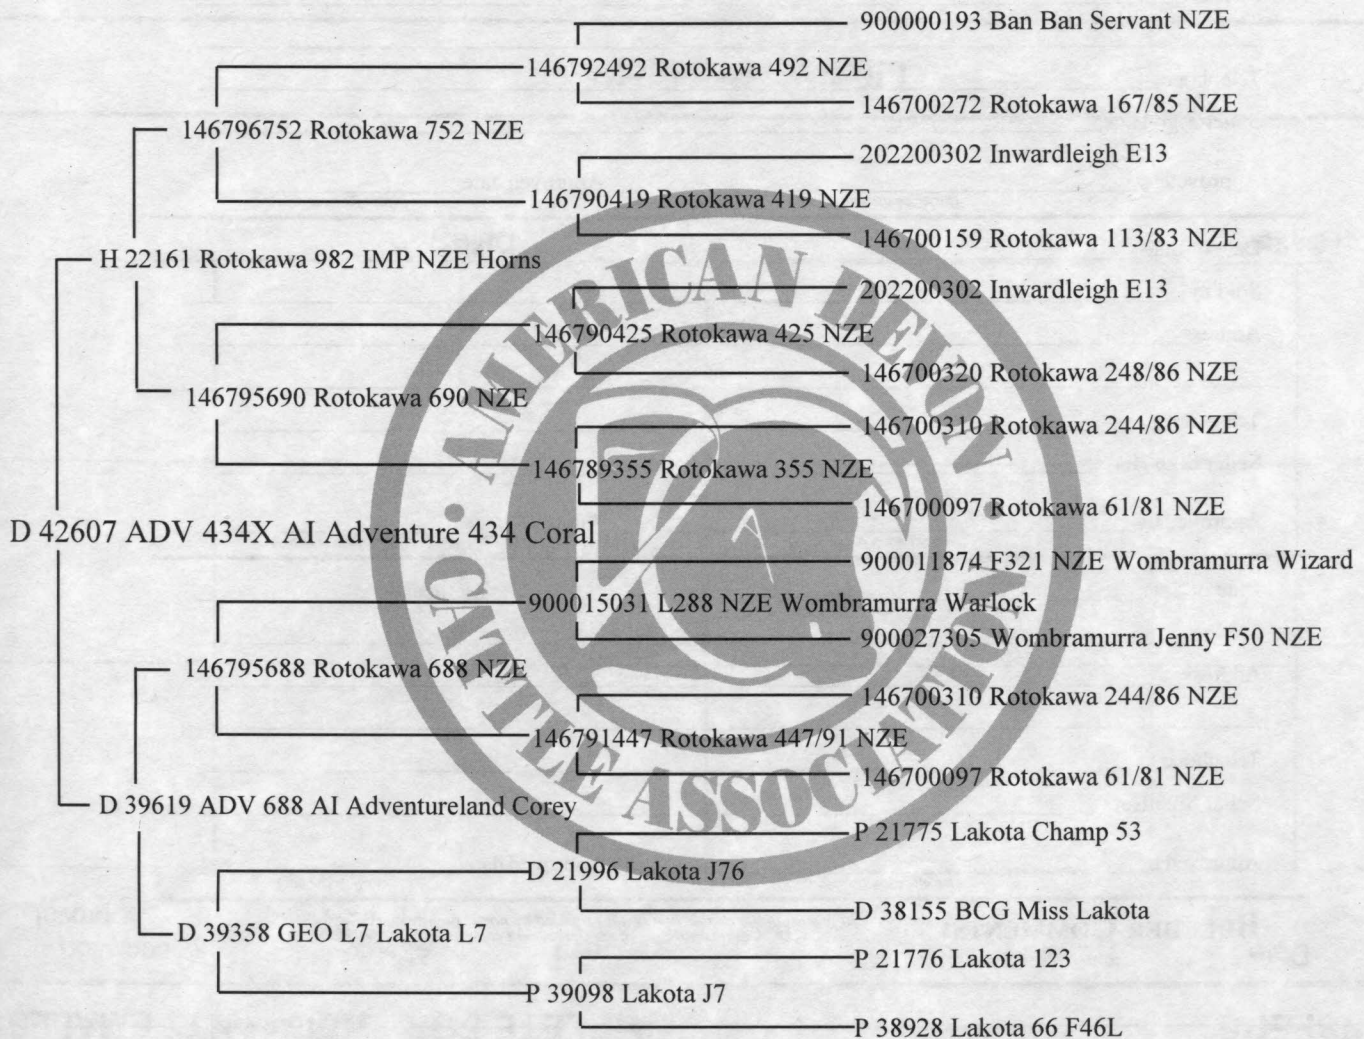 900000193 Ban Ban Servant NZE
146792492 Rotokawa 492 NZE
146700272 Rotokawa 167/85 NZE
146796752 Rotokawa 752 NZE
202200302 Inwardleigh E13
146790419 Rotokawa 419 NZE
146700159 Rotokawa 113/83 NZE
H 22161 Rotokawa 982 IMP NZE Horns
202200302 Inwardleigh E13
146790425 Rotokawa 425 NZE
146700320 Rotokawa 248/86 NZE
146795690 Rotokawa 690 NZE
146700310 Rotokawa 244/86 NZE
146789355 Rotokawa 355 NZE
146700097 Rotokawa 61/81 NZE
D 42607 ADV 434X AI Adventure 434 Coral
900011874 F321 NZE Wombramurra Wizard
900015031 L288 NZE Wombramurra Warlock
900027305 Wombramurra Jenny F50 NZE
146795688 Rotokawa 688 NZE
146700310 Rotokawa 244/86 NZE
146791447 Rotokawa 447/91 NZE
146700097 Rotokawa 61/81 NZE
D 39619 ADV 688 AI Adventureland Corey
P 21775 Lakota Champ 53
D 21996 Lakota J76
D 38155 BCG Miss Lakota
D 39358 GEO L7 Lakota L7
P 21776 Lakota 123
P 39098 Lakota J7
P 38928 Lakota 66 F46L
AMERICAN DEVON
CATTLE ASSOCIATION
A